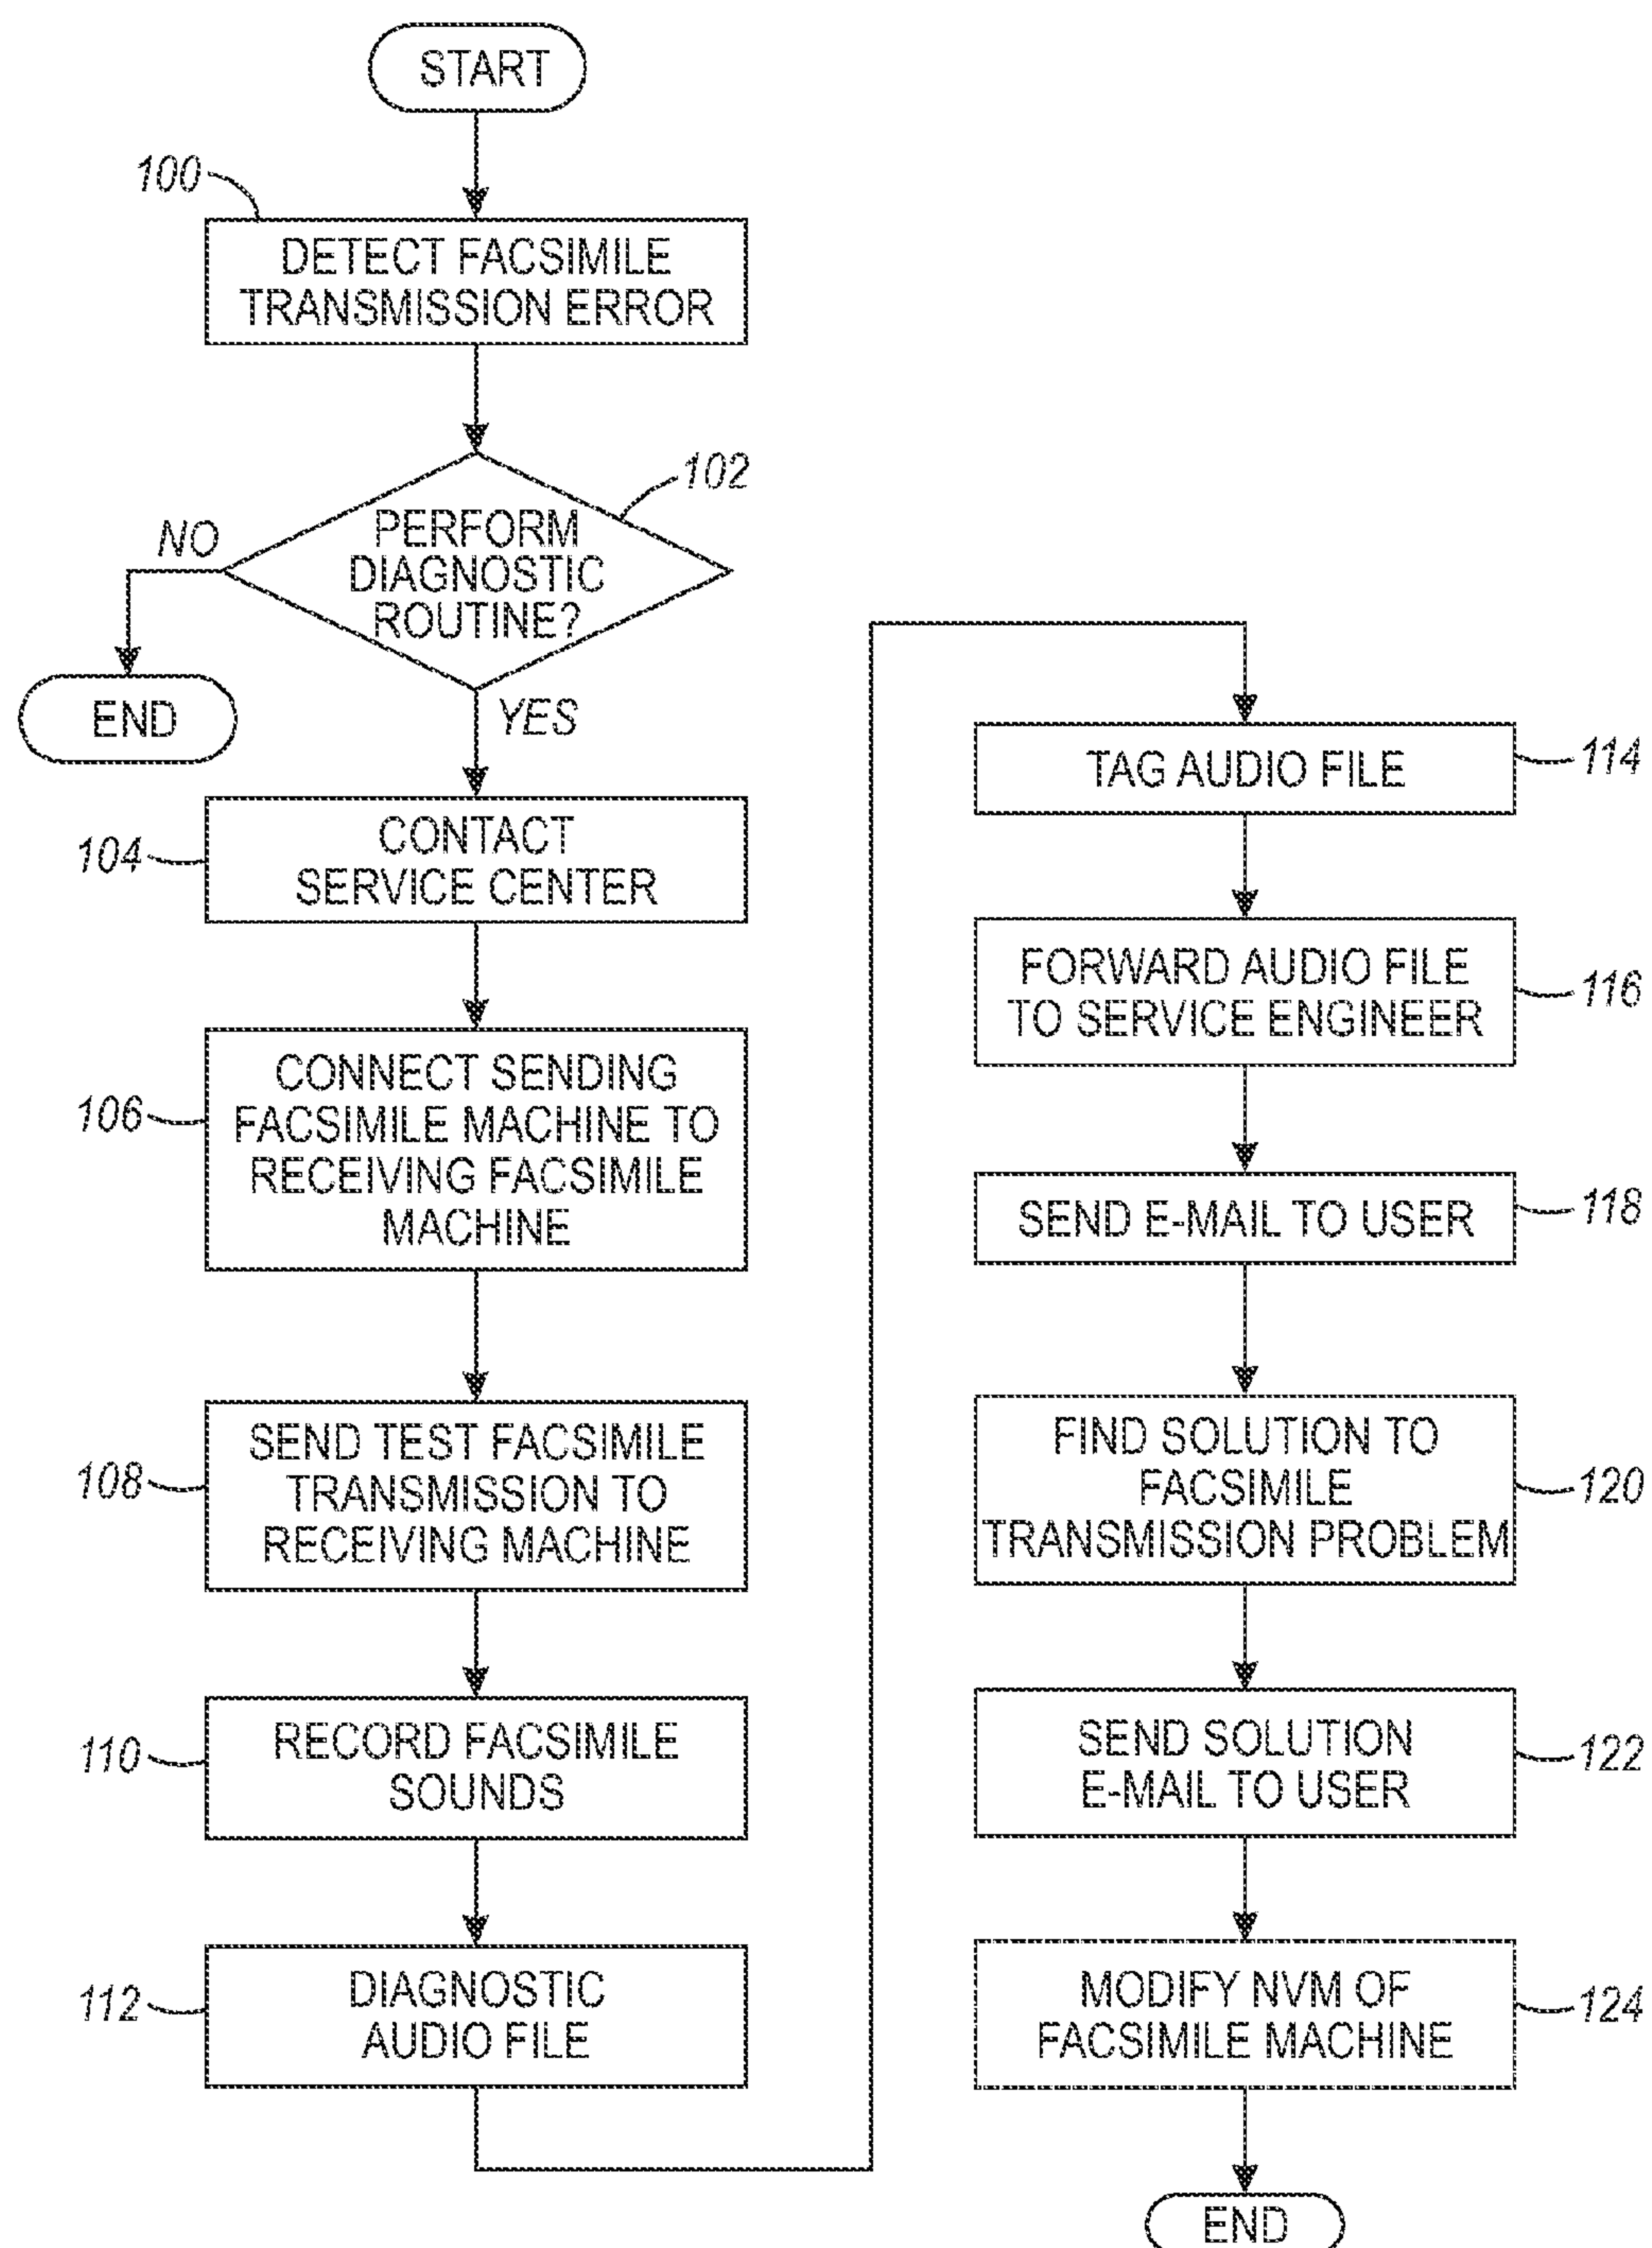 START
100
DETECT FACSIMILE
TRANSMISSION ERROR
102
PERFORM
DIAGNOSTIC
ROUTINE?
NO
END
YES
104
CONTACT
SERVICE CENTER
106
CONNECT SENDING
FACSIMILE MACHINE TO
RECEIVING FACSIMILE
MACHINE
108
SEND TEST FACSIMILE
TRANSMISSION TO
RECEIVING MACHINE
110
RECORD FACSIMILE
SOUNDS
112
DIAGNOSTIC
AUDIO FILE
TAG AUDIO FILE
114
FORWARD AUDIO FILE
TO SERVICE ENGINEER
116
SEND E-MAIL TO USER
118
FIND SOLUTION TO
FACSIMILE
TRANSMISSION PROBLEM
120
SEND SOLUTION
E-MAIL TO USER
122
MODIFY NVM OF
FACSIMILE MACHINE
124
END